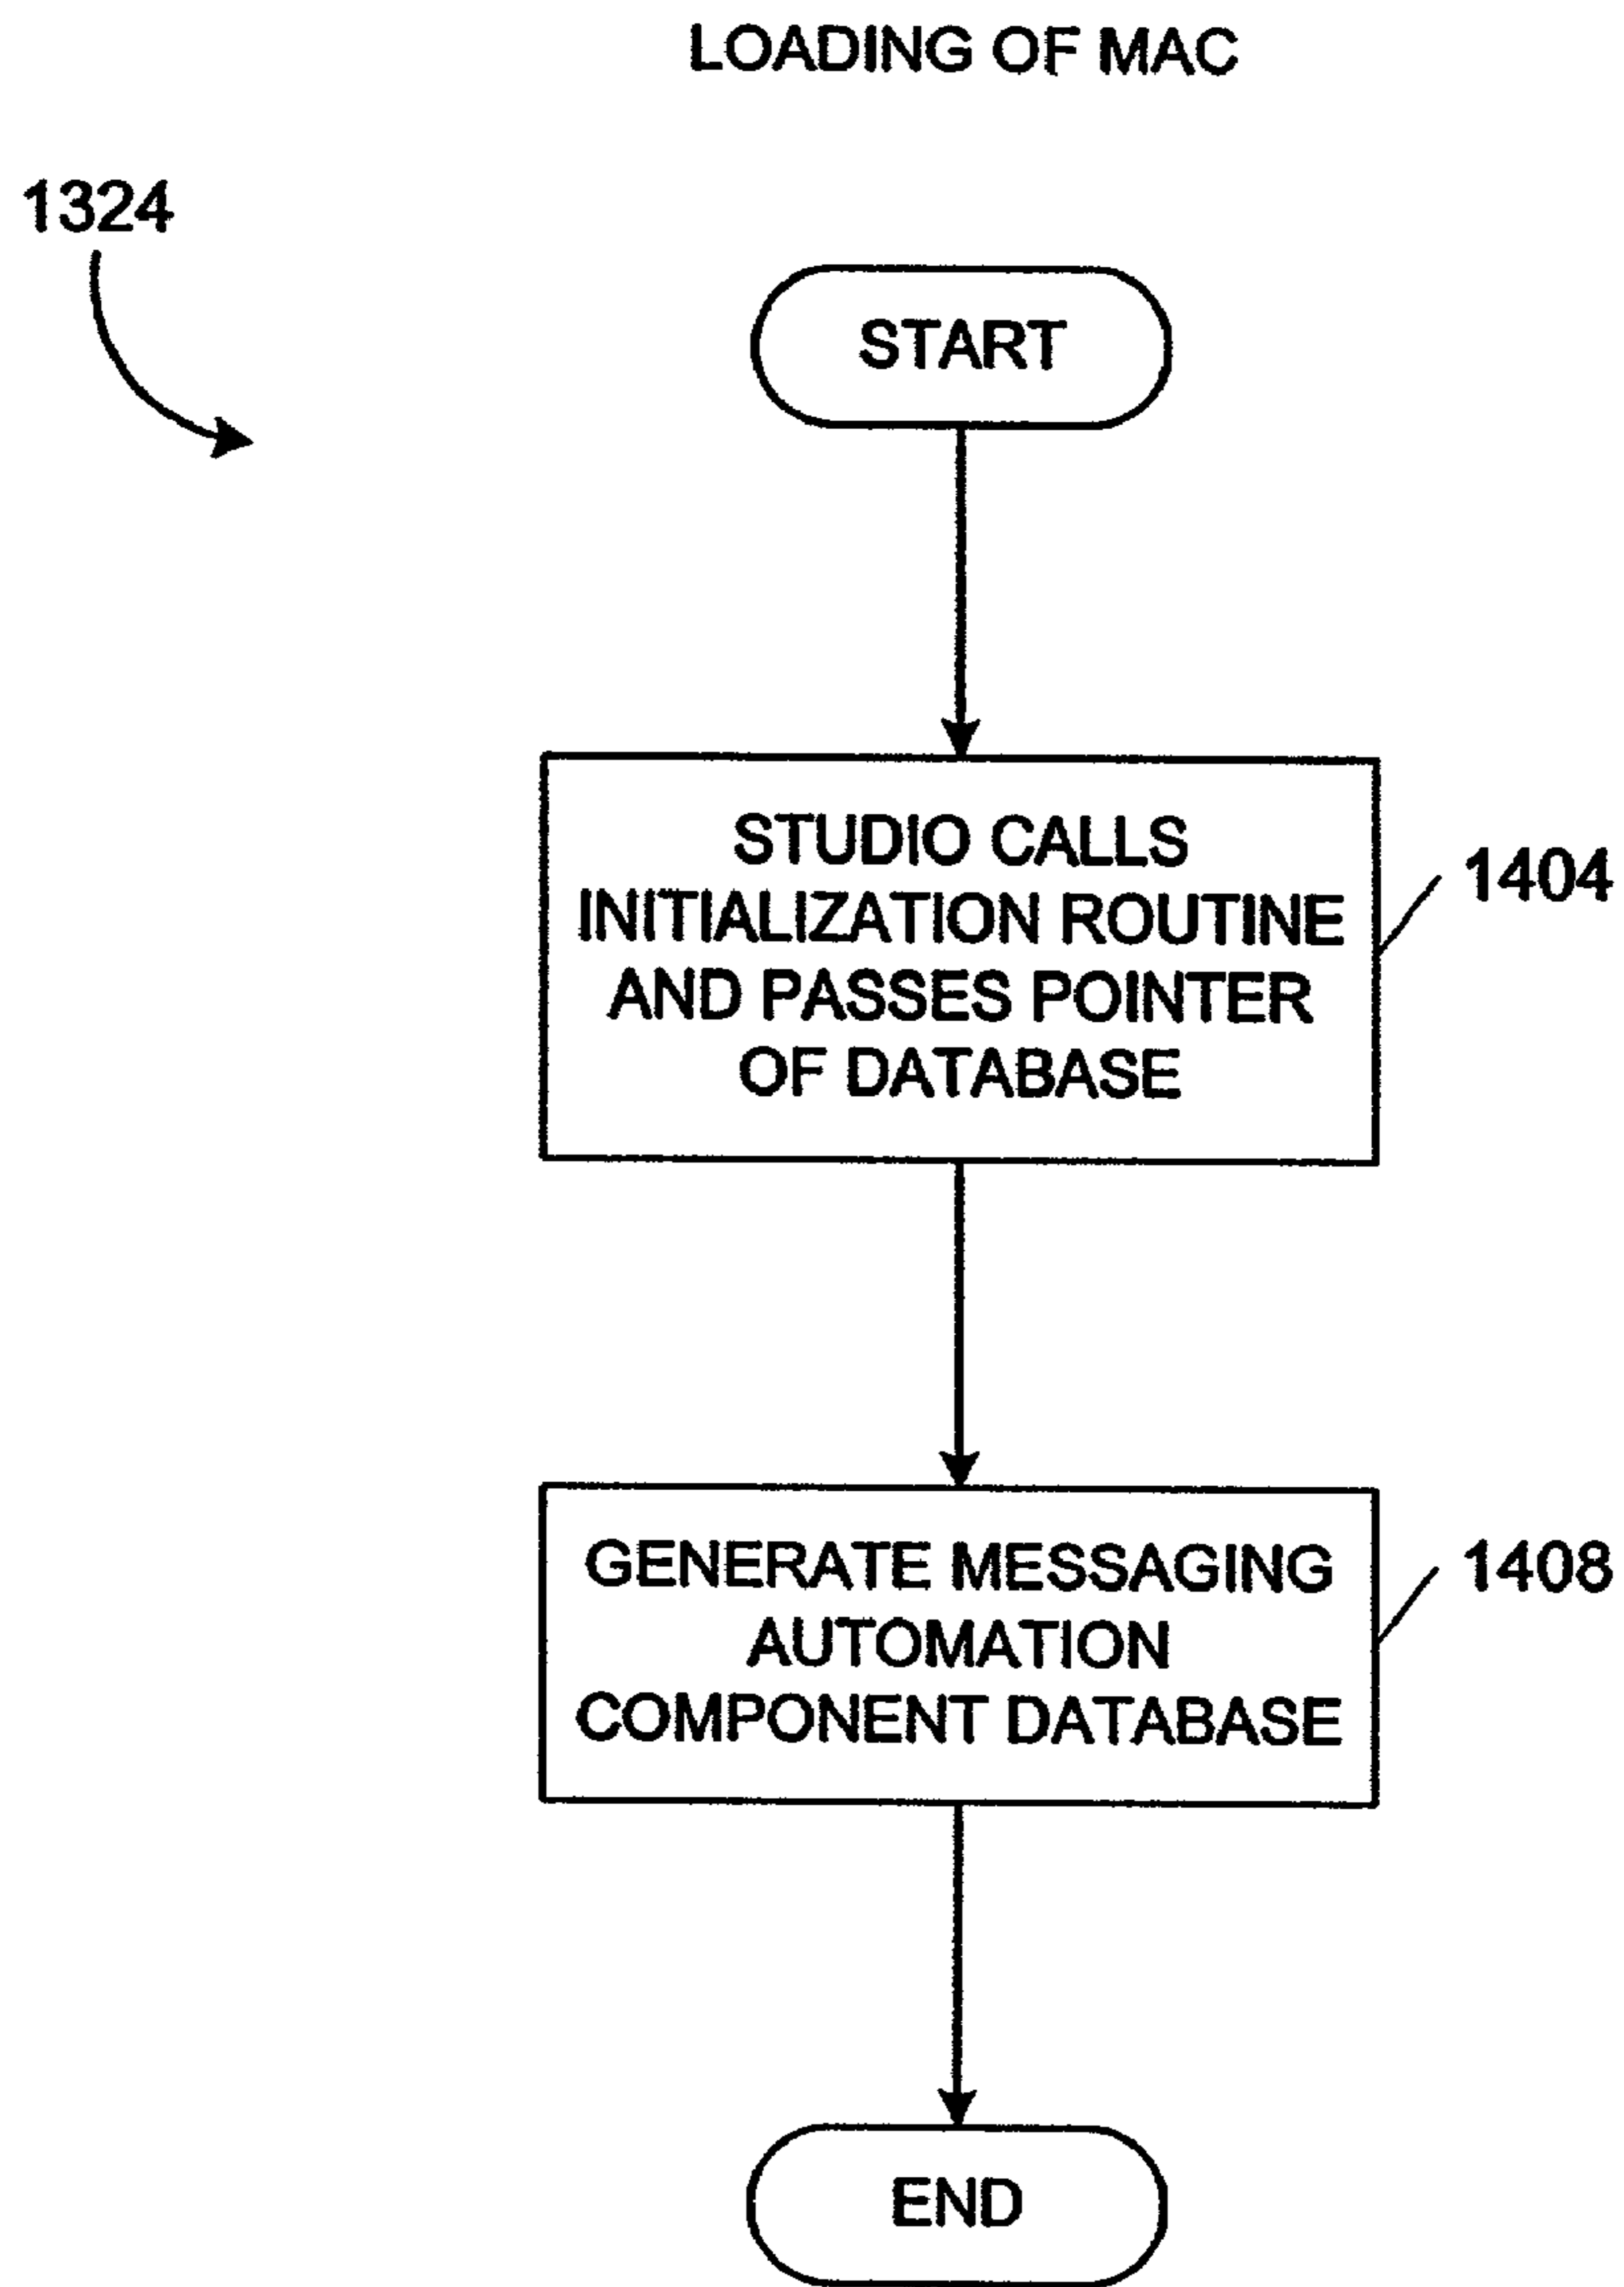 LOADING OF MAC
1324
START
STUDIO CALLS
INITIALIZATION ROUTINE
AND PASSES POINTER
OF DATABASE
1404
GENERATE MESSAGING
AUTOMATION
COMPONENT DATABASE
1408
END